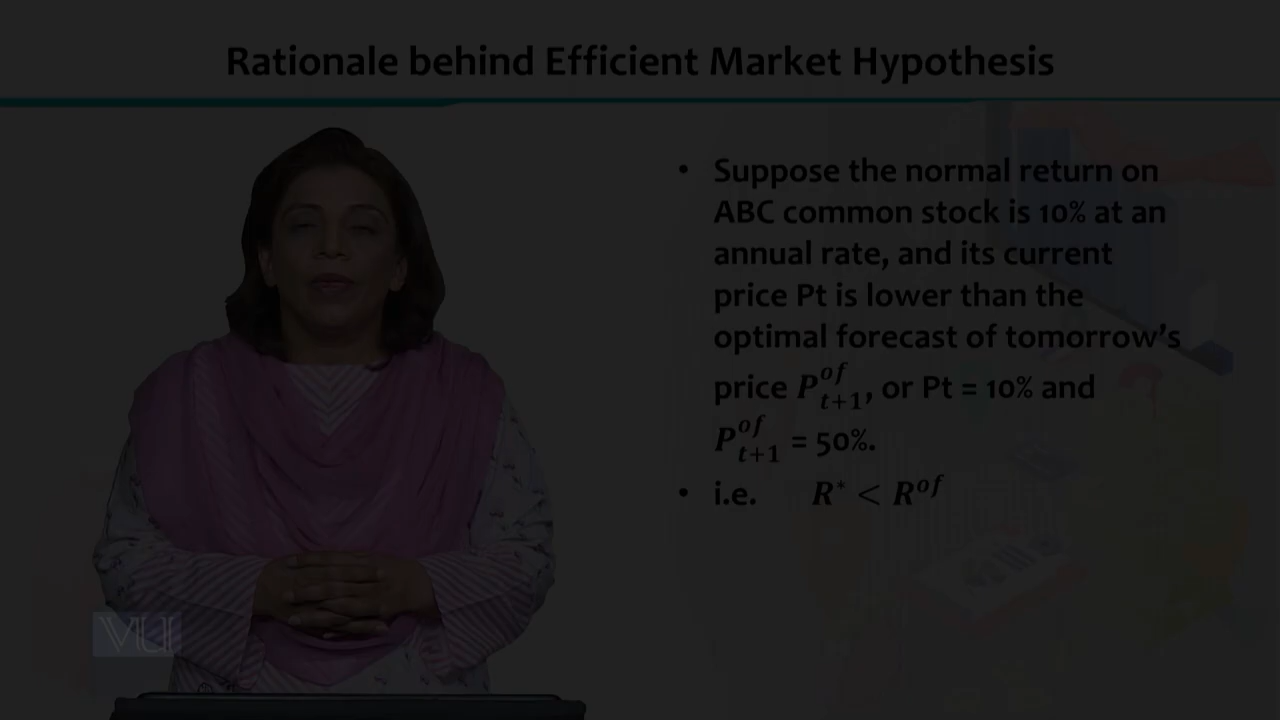 Rationale behind Efficient Market Hypothesis
• Suppose the normal return on
ABC common stock is 10% at an
annual rate, and its current
price Pt is lower than the
optimal forecast of tomorrow's
price P^{of}_{t+1}, or Pt = 10% and
P^{of}_{t+1} = 50%.
• i.e. R^* < R^{of}
VU